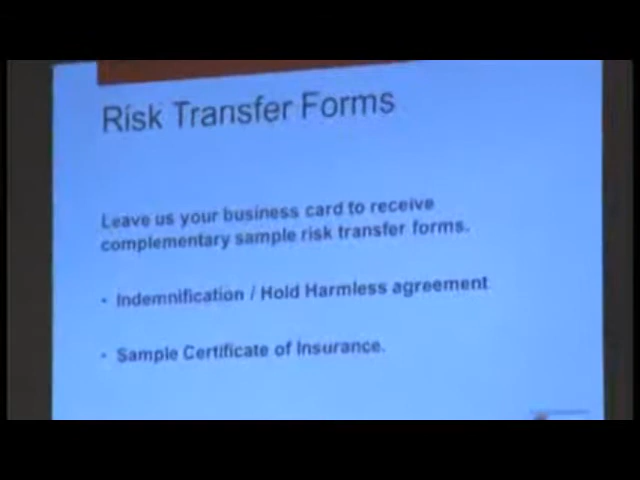 Risk Transfer Forms
Leave us your business card to receive
complementary sample risk transfer forms.
• Indemnification / Hold Harmless agreement
• Sample Certificate of Insurance.